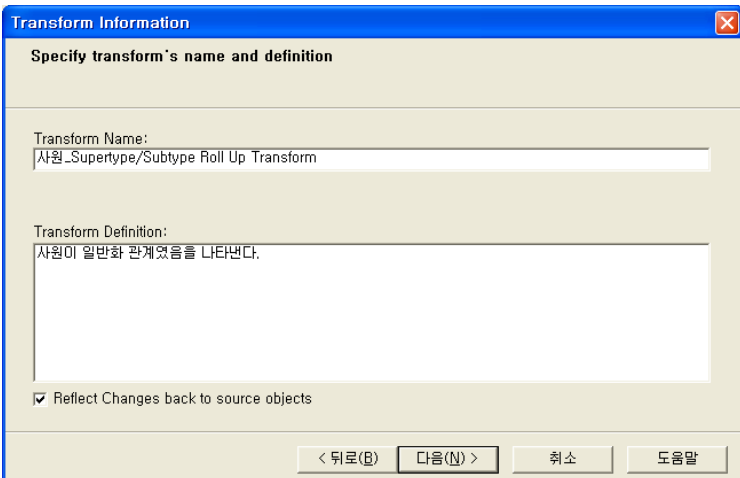 Transform Information
Specify transform's name and definition
Transform Name:
사원_Supertype/Subtype Roll Up Transform
Transform Definition:
사원이 일반화 관계였음을 나타낸다.
Reflect Changes back to source objects
< 뒤로(B) 다음(N) > 취소 도움말